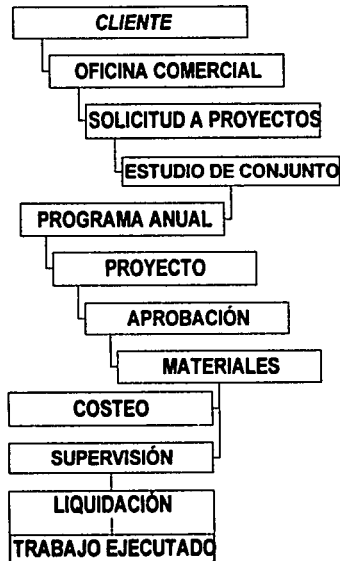 CLIENTE
OFICINA COMERCIAL
SOLICITUD A PROYECTOS
ESTUDIO DE CONJUNTO
PROGRAMA ANUAL
PROYECTO
APROBACIÓN
MATERIALES
COSTEO
SUPERVISIÓN
LIQUIDACIÓN
TRABAJO EJECUTADO